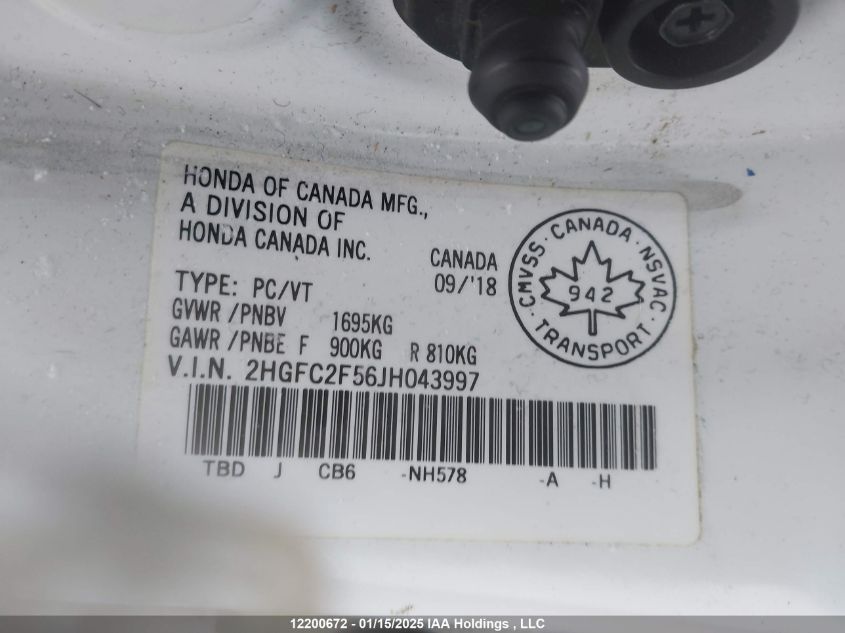 HONDA OF CANADA MFG.,
A DIVISION OF
HONDA CANADA INC.
CANADA
09/'18
TYPE: PC/VT
GVWR /PNBV 1695KG
GAWR /PNBE F 900KG R 810KG
V.I.N. 2HGFC2F56JH043997
TBD J CB6 -NH578 -A -H
CMVSS · CANADA · NSVAC
942
· TRANSPORT ·
12200672 - 01/15/2025 IAA Holdings , LLC